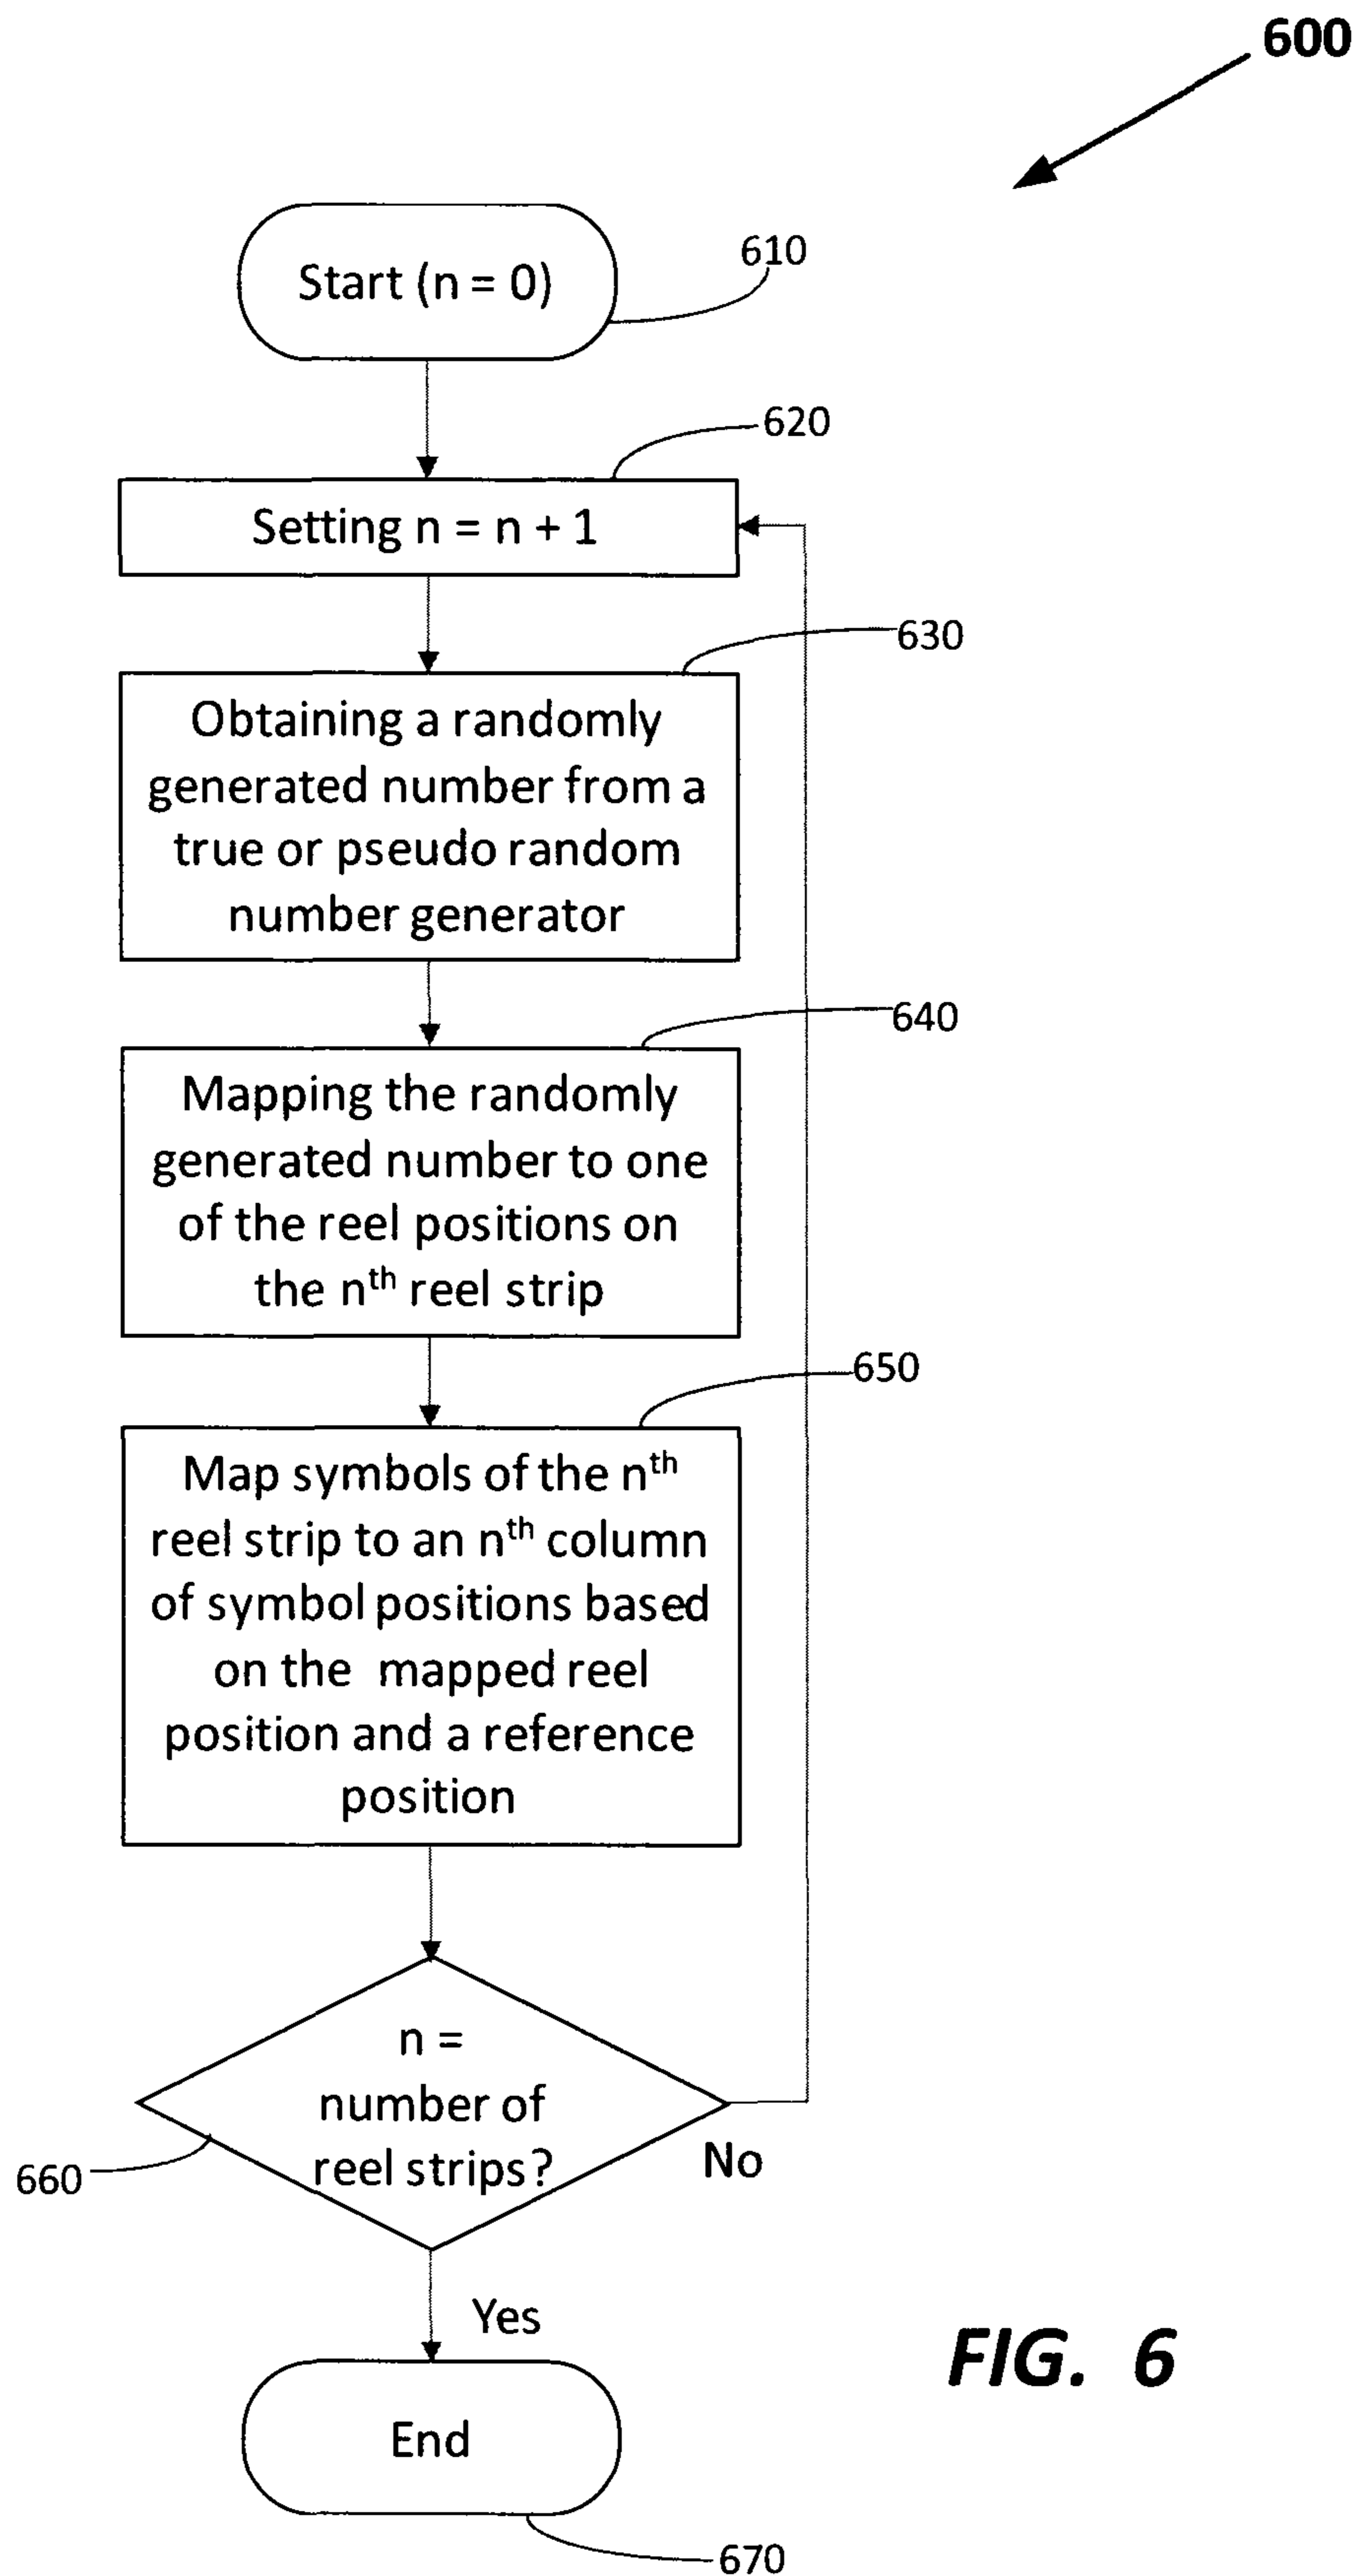 600
Start (n = 0)
610
620
Setting n = n + 1
630
Obtaining a randomly
generated number from a
true or pseudo random
number generator
640
Mapping the randomly
generated number to one
of the reel positions on
the nth reel strip
650
Map symbols of the nth
reel strip to an nth column
of symbol positions based
on the mapped reel
position and a reference
position
n =
number of
reel strips?
660
No
Yes
FIG. 6
End
670